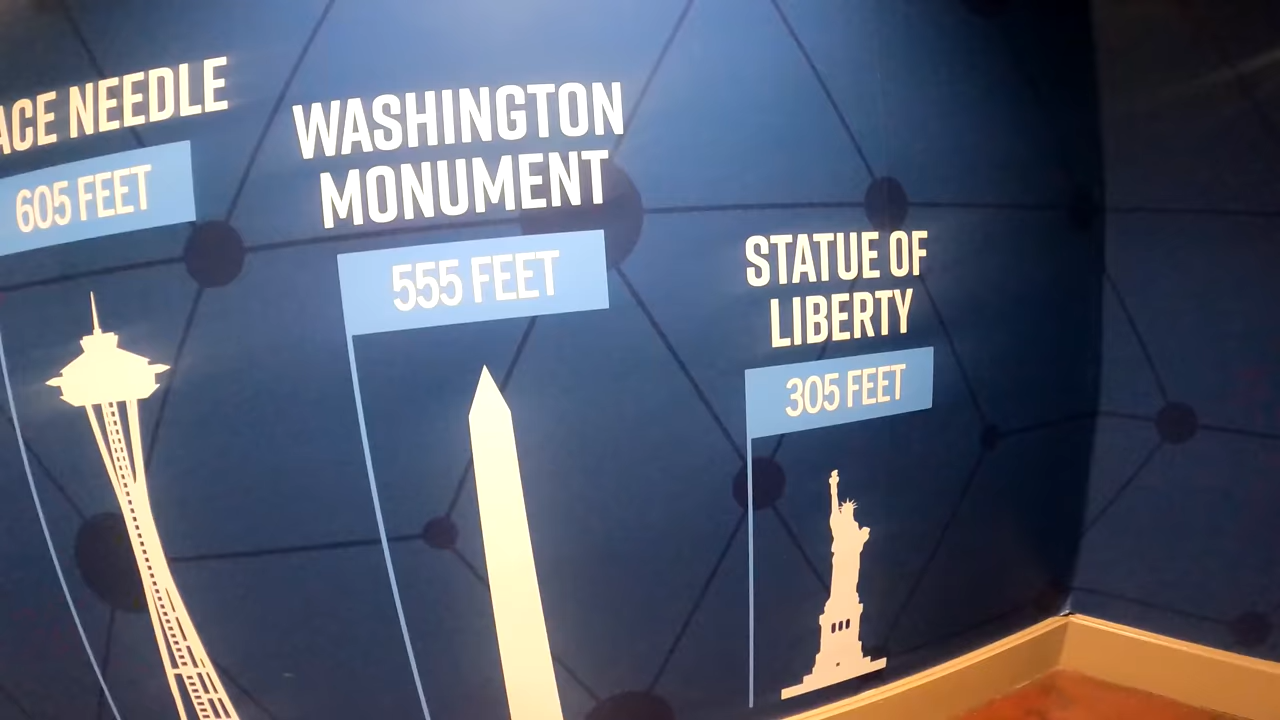 ACE NEEDLE
605 FEET
WASHINGTON
MONUMENT
555 FEET
STATUE OF
LIBERTY
305 FEET